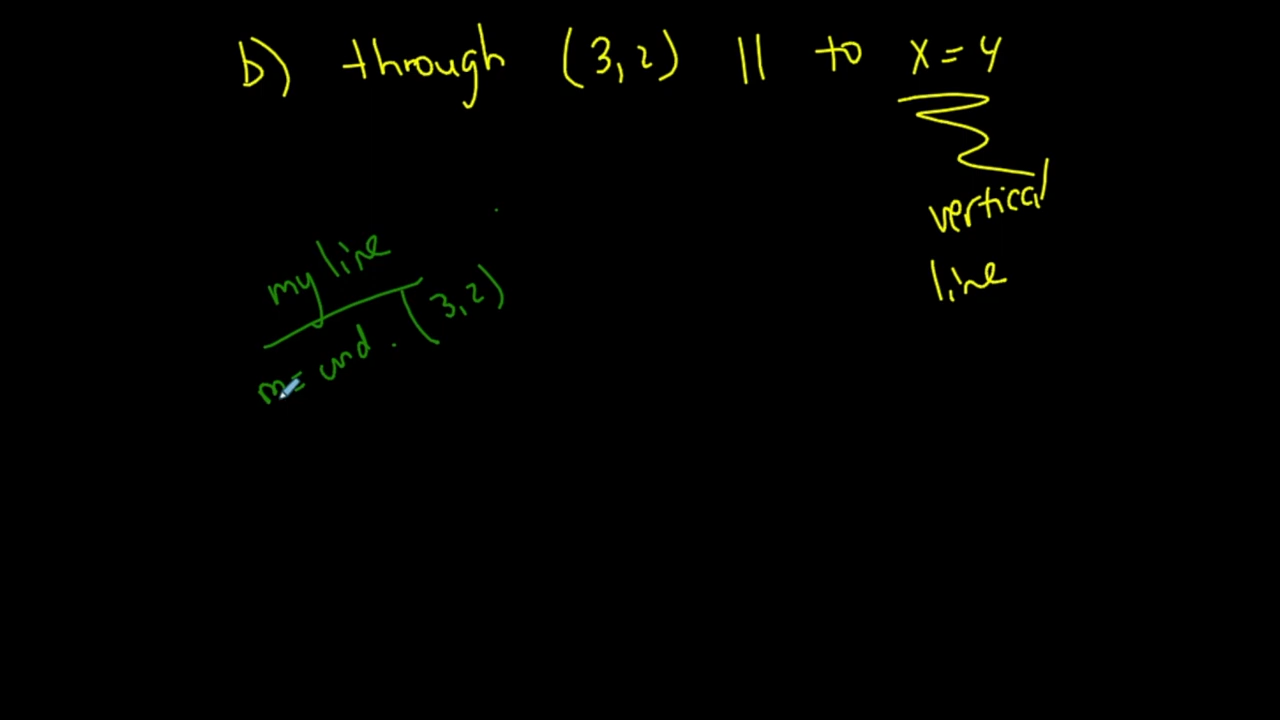 b) through (3,2) || to x=4
vertical
line
my line
m= und. (3,2)